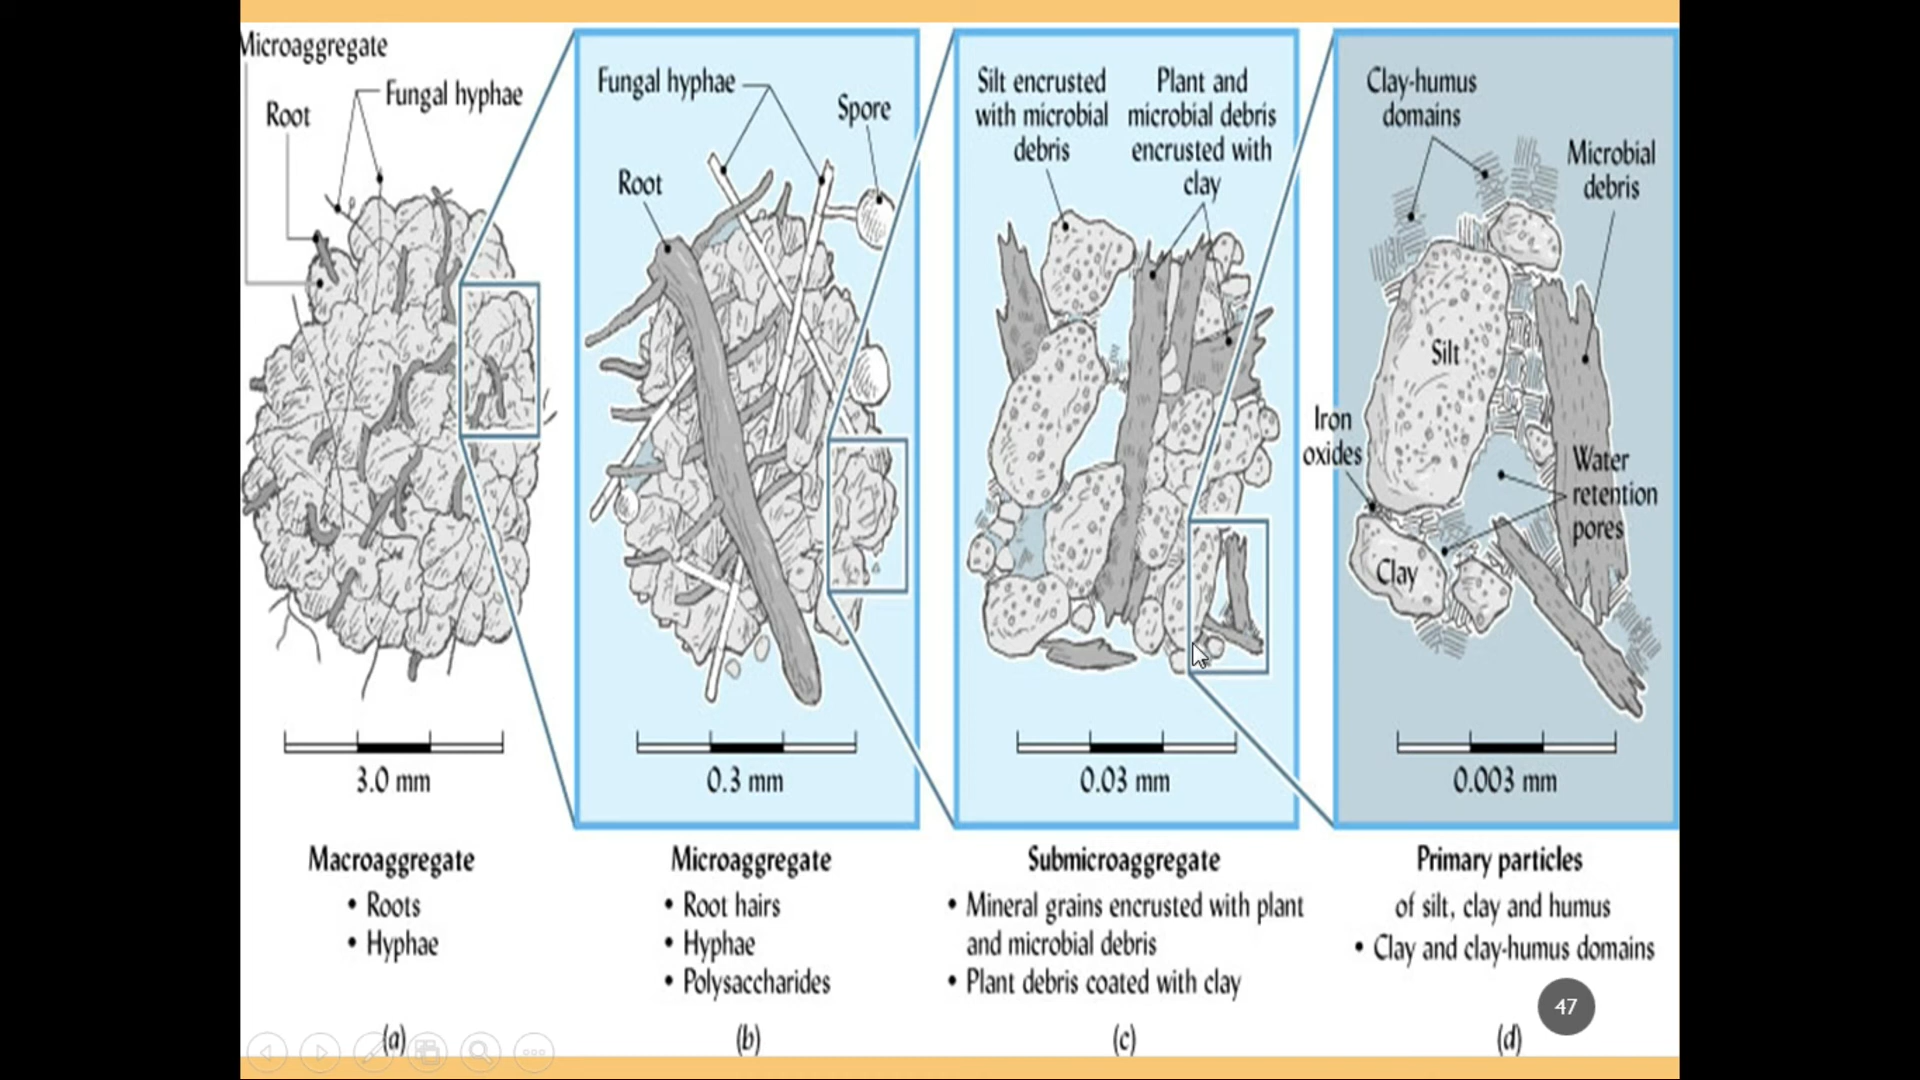 Microaggregate
Root
Fungal hyphae
Fungal hyphae
Root
Spore
Silt encrusted
with microbial
debris
Plant and
microbial debris
encrusted with
clay
Clay-humus
domains
Microbial
debris
Silt
Iron
oxides
Clay
Water
retention
pores
3.0 mm
0.3 mm
0.03 mm
0.003 mm
Macroaggregate
• Roots
• Hyphae
(a)
Microaggregate
• Root hairs
• Hyphae
• Polysaccharides
(b)
Submicroaggregate
• Mineral grains encrusted with plant
and microbial debris
• Plant debris coated with clay
(c)
Primary particles
of silt, clay and humus
• Clay and clay-humus domains
(d)
47